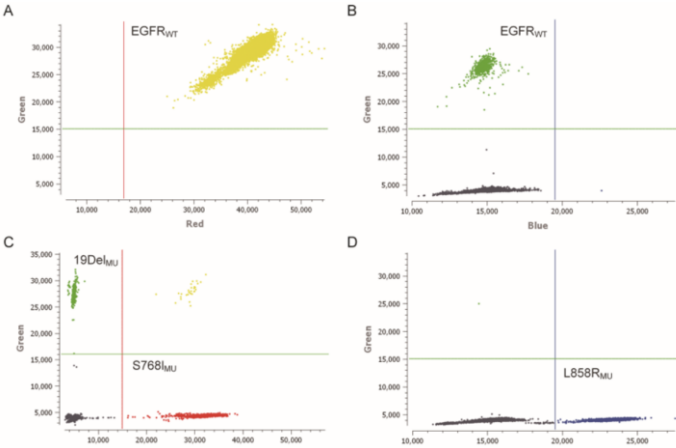 A
EGFRWT
30,000
25,000
20,000
15,000
10,000
5,000
Green
10,000 20,000 30,000 40,000 50,000
Red
B
EGFRWT
30,000
25,000
20,000
15,000
10,000
5,000
Green
10,000 15,000 20,000 25,000
Blue
C
19DelMU
35,000
30,000
25,000
20,000
15,000
10,000
5,000
Green
S768IMU
10,000 20,000 30,000 40,000 50,000
D
30,000
25,000
20,000
15,000
10,000
5,000
Green
L858RMU
10,000 15,000 20,000 25,000